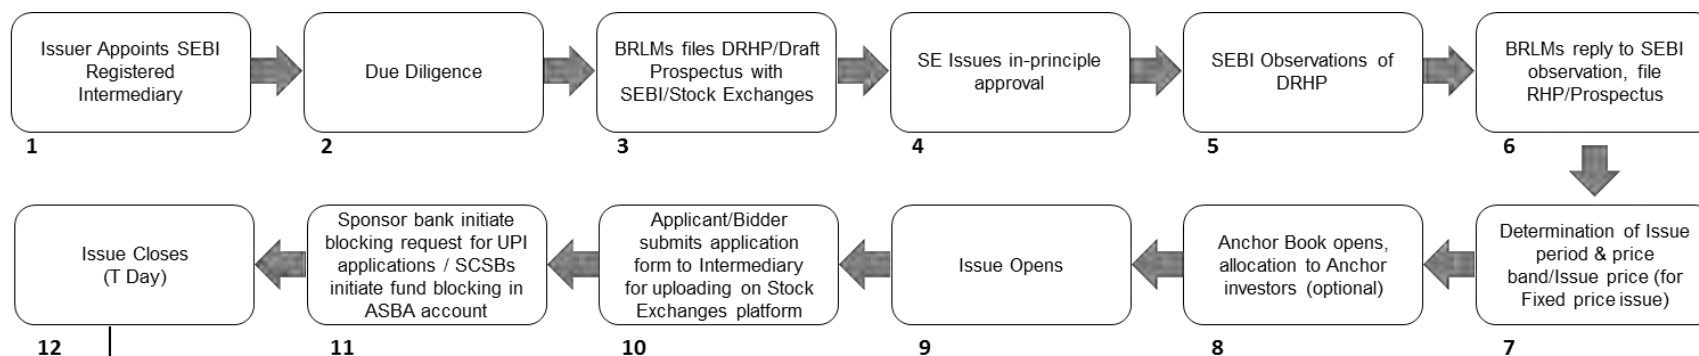 Issuer Appoints SEBI
Registered
Intermediary
1
Due Diligence
2
BRLMs files DRHP/Draft
Prospectus with
SEBI/Stock Exchanges
3
SE Issues in-principle
approval
4
SEBI Observations of
DRHP
5
BRLMs reply to SEBI
observation, file
RHP/Prospectus
6
Determination of Issue
period & price
band/Issue price (for
Fixed price issue)
7
Anchor Book opens,
allocation to Anchor
investors (optional)
8
Issue Opens
9
Applicant/Bidder
submits application
form to Intermediary
for uploading on Stock
Exchanges platform
10
Sponsor bank initiate
blocking request for UPI
applications / SCSBs
initiate fund blocking in
ASBA account
11
Issue Closes
(T Day)
12